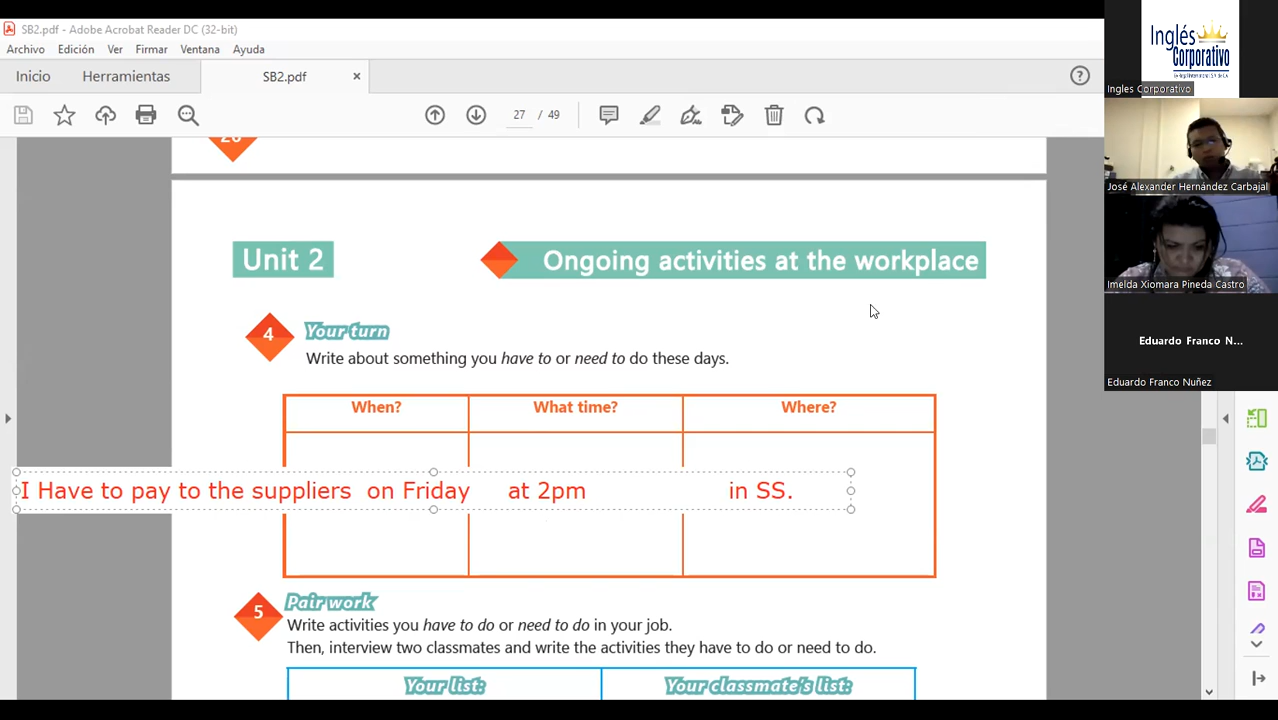 SB2.pdf - Adobe Acrobat Reader DC (32-bit)
Archivo Edición Ver Firmar Ventana Ayuda
Inicio Herramientas SB2.pdf ×
27 / 49
Unit 2
Ongoing activities at the workplace
4 Your turn
Write about something you have to or need to do these days.
When? What time? Where?
I Have to pay to the suppliers on Friday at 2pm in SS.
5 Pair work
Write activities you have to do or need to do in your job.
Then, interview two classmates and write the activities they have to do or need to do.
Your list: Your classmate's list:
Inglés
Corporativo
Ingles Corporativo
José Alexander Hernández Carbajal
Imelda Xiomara Pineda Castro
Eduardo Franco N...
Eduardo Franco Nuñez